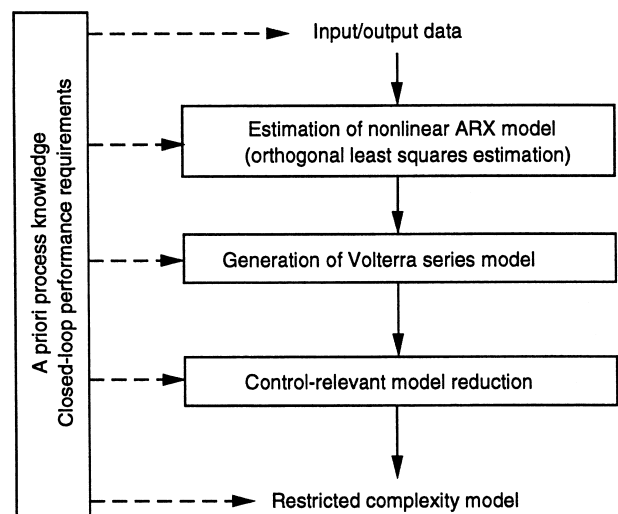 A priori process knowledge
Closed-loop performance requirements
Input/output data
Estimation of nonlinear ARX model
(orthogonal least squares estimation)
Generation of Volterra series model
Control-relevant model reduction
Restricted complexity model